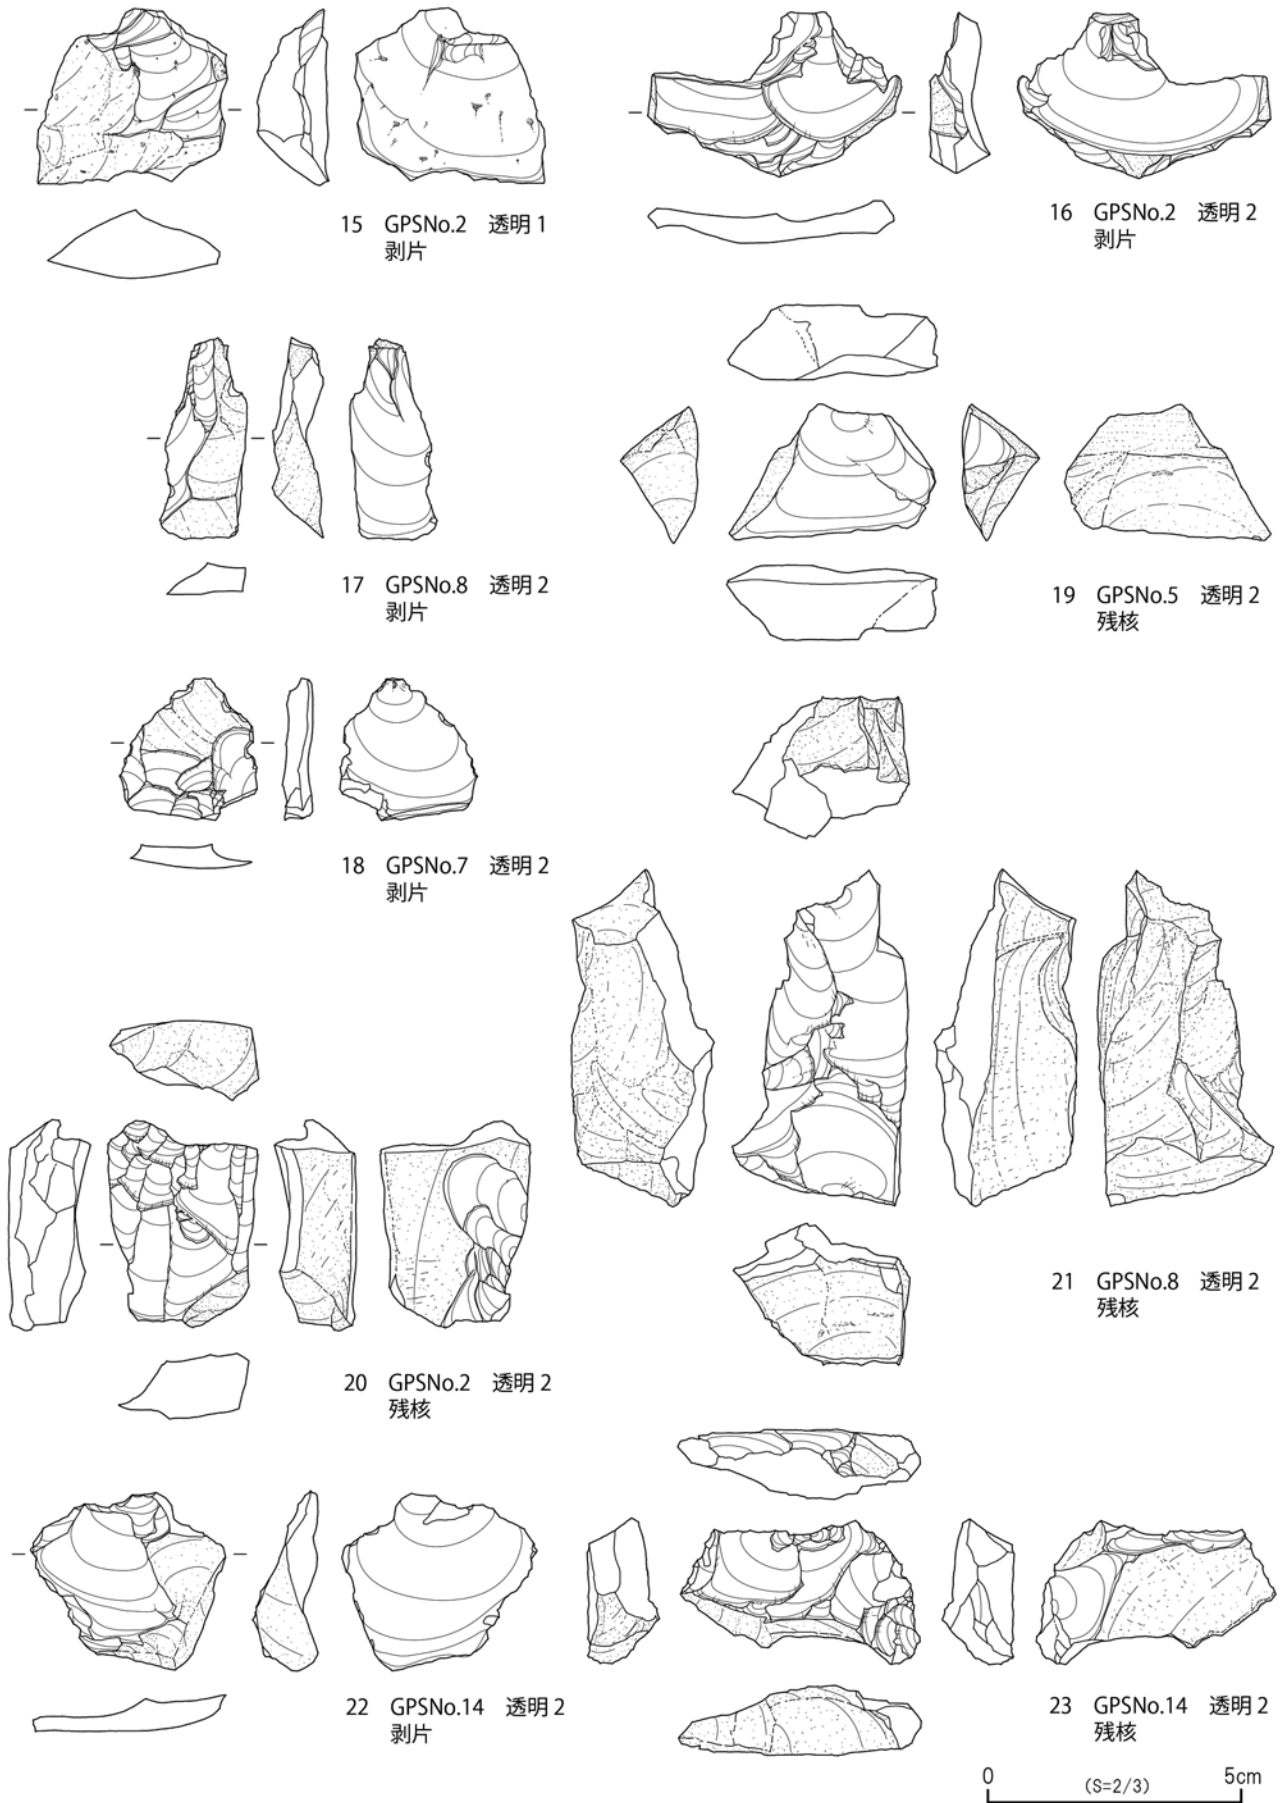 15 GPSNo.2 透明 1
剥片
16 GPSNo.2 透明 2
剥片
17 GPSNo.8 透明 2
剥片
19 GPSNo.5 透明 2
残核
18 GPSNo.7 透明 2
剥片
21 GPSNo.8 透明 2
残核
20 GPSNo.2 透明 2
残核
22 GPSNo.14 透明 2
剥片
23 GPSNo.14 透明 2
残核
0 (S=2/3) 5cm